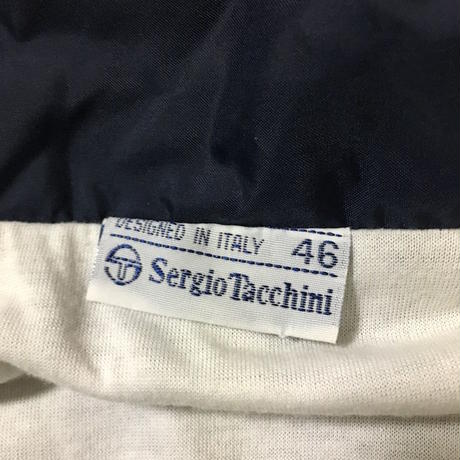 DESIGNED IN ITALY 46
Sergio Tacchini